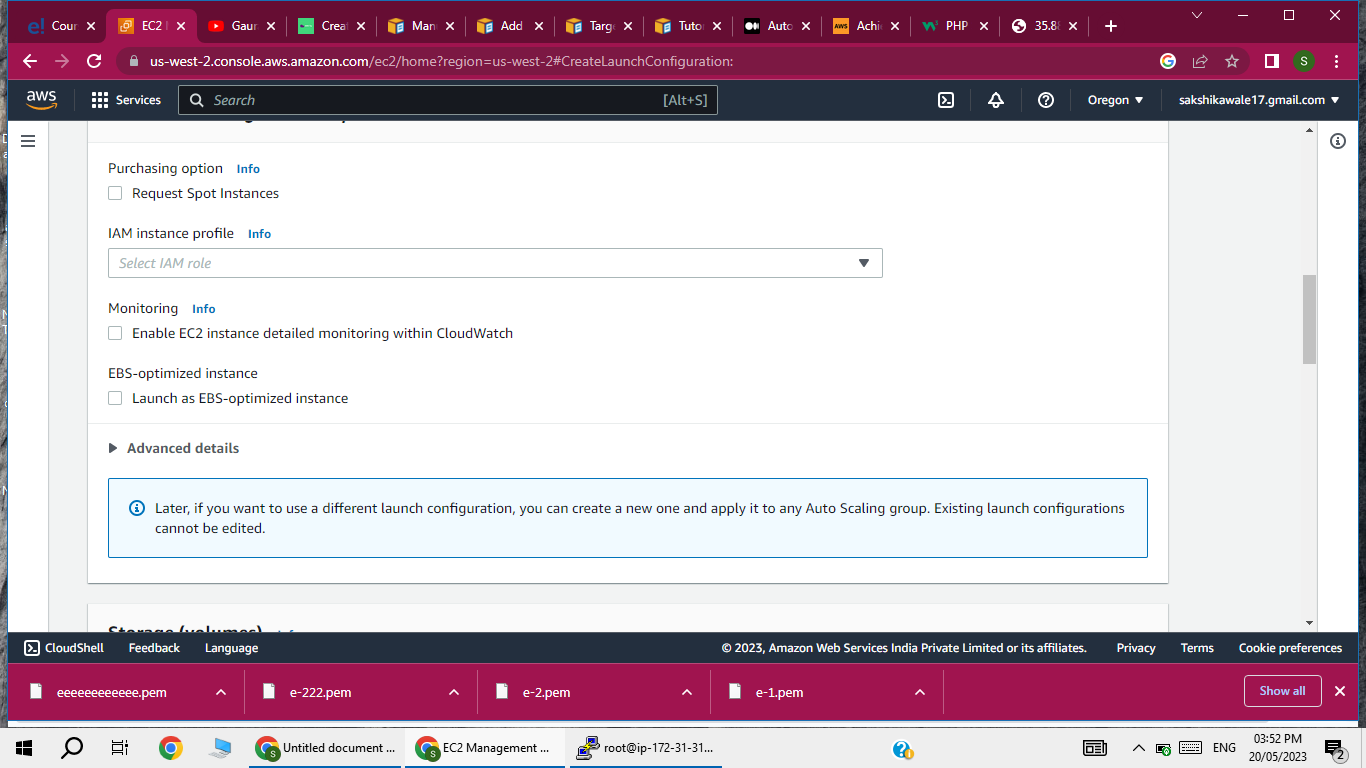 Cour
EC2 I
Gaur
Creat
Man
Add
Targ
Tuto
Auto
Achi
PHP
35.8
us-west-2.console.aws.amazon.com/ec2/home?region=us-west-2#CreateLaunchConfiguration:
S
aws
Services
Search
[Alt+S]
Oregon
sakshikawale17.gmail.com
Purchasing option Info
Request Spot Instances
IAM instance profile Info
Select IAM role
Monitoring Info
Enable EC2 instance detailed monitoring within CloudWatch
EBS-optimized instance
Launch as EBS-optimized instance
Advanced details
Later, if you want to use a different launch configuration, you can create a new one and apply it to any Auto Scaling group. Existing launch configurations
cannot be edited.
Storage (volumes)
CloudShell
Feedback
Language
© 2023, Amazon Web Services India Private Limited or its affiliates.
Privacy
Terms
Cookie preferences
eeeeeeeeeeee.pem
e-222.pem
e-2.pem
e-1.pem
Show all
Untitled document ...
EC2 Management ...
root@ip-172-31-31...
ENG
03:52 PM
20/05/2023
2